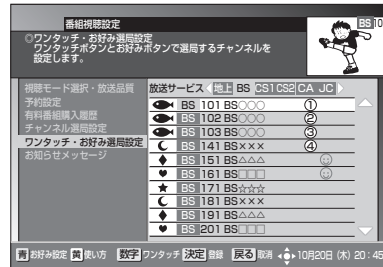 番組視聴設定
BS 10
◎ワンタッチ・お好み選局設定
ワンタッチボタンとお好みボタンで選局するチャンネルを
設定します。
視聴モード選択・放送品質
予約設定
有料番組購入履歴
チャンネル選局設定
ワンタッチ・お好み選局設定
お知らせメッセージ
放送サービス 地上 BS CS1 CS2 CA JC
BS 101 BS○○○ ①
BS 102 BS○○○ ②
BS 103 BS○○○ ③
BS 141 BS××× ④
BS 151 BS△△△
BS 161 BS□□□
BS 171 BS☆☆☆
BS 181 BS×××
BS 191 BS△△△
BS 201 BS□□□
青 お好み設定 黄 使い方 数字 ワンタッチ 決定 登録 戻る 取消 10月20日 (木) 20:45